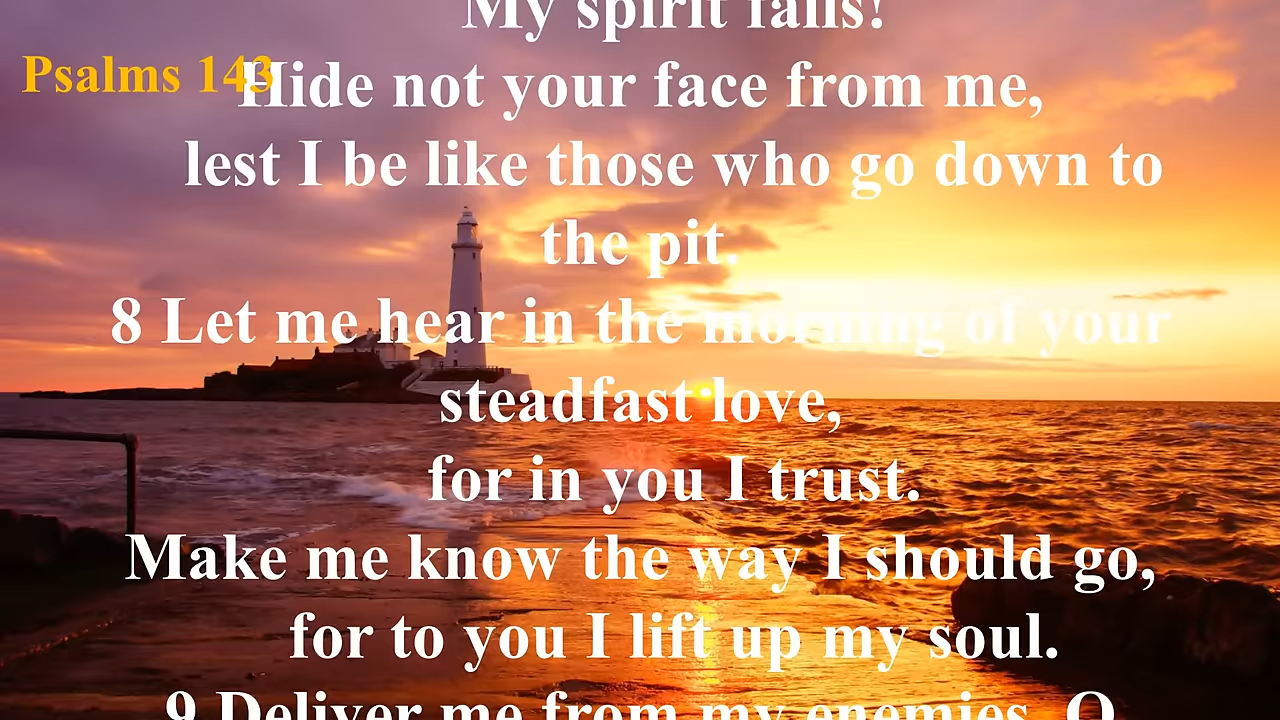 My spirit fails!
Psalms 143
Hide not your face from me,
lest I be like those who go down to
the pit.
8 Let me hear in the morning of your
steadfast love,
for in you I trust.
Make me know the way I should go,
for to you I lift up my soul.
9 Deliver me from my enemies, O